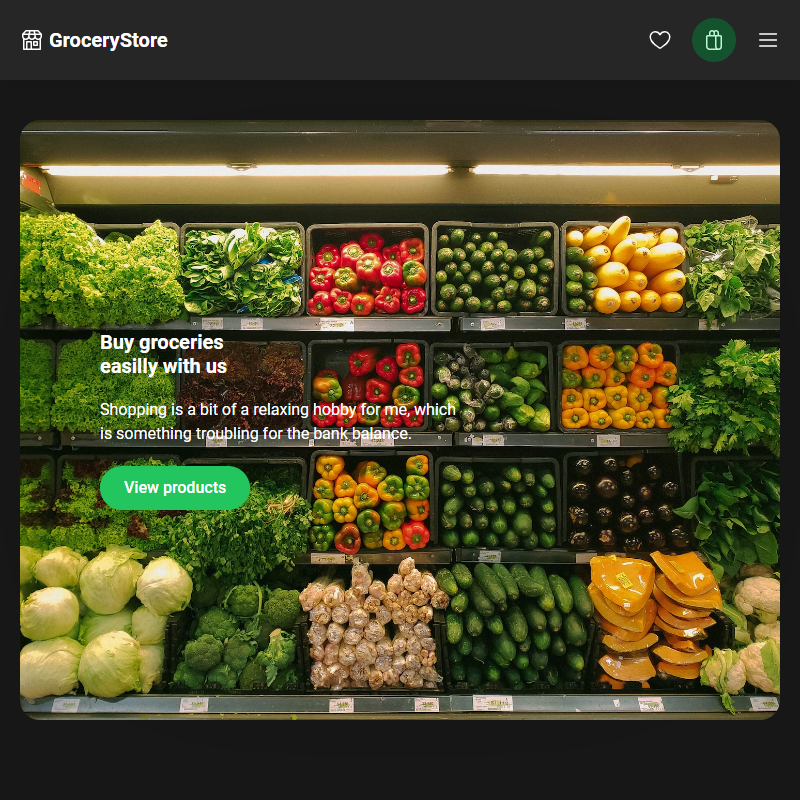 GroceryStore
Buy groceries
easilly with us
Shopping is a bit of a relaxing hobby for me, which
is something troubling for the bank balance.
View products